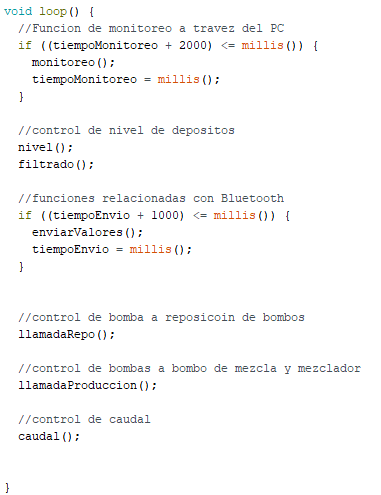 void loop() {
//Funcion de monitoreo a travez del PC
if ((tiempoMonitoreo + 2000) <= millis()) {
monitoreo();
tiempoMonitoreo = millis();
}
//control de nivel de depositos
nivel();
filtrado();
//funciones relacionadas con Bluetooth
if ((tiempoEnvio + 1000) <= millis()) {
enviarValores();
tiempoEnvio = millis();
}
//control de bomba a reposicoin de bombos
llamadaRepo();
//control de bombas a bombo de mezcla y mezclador
llamadaProduccion();
//control de caudal
caudal();
}